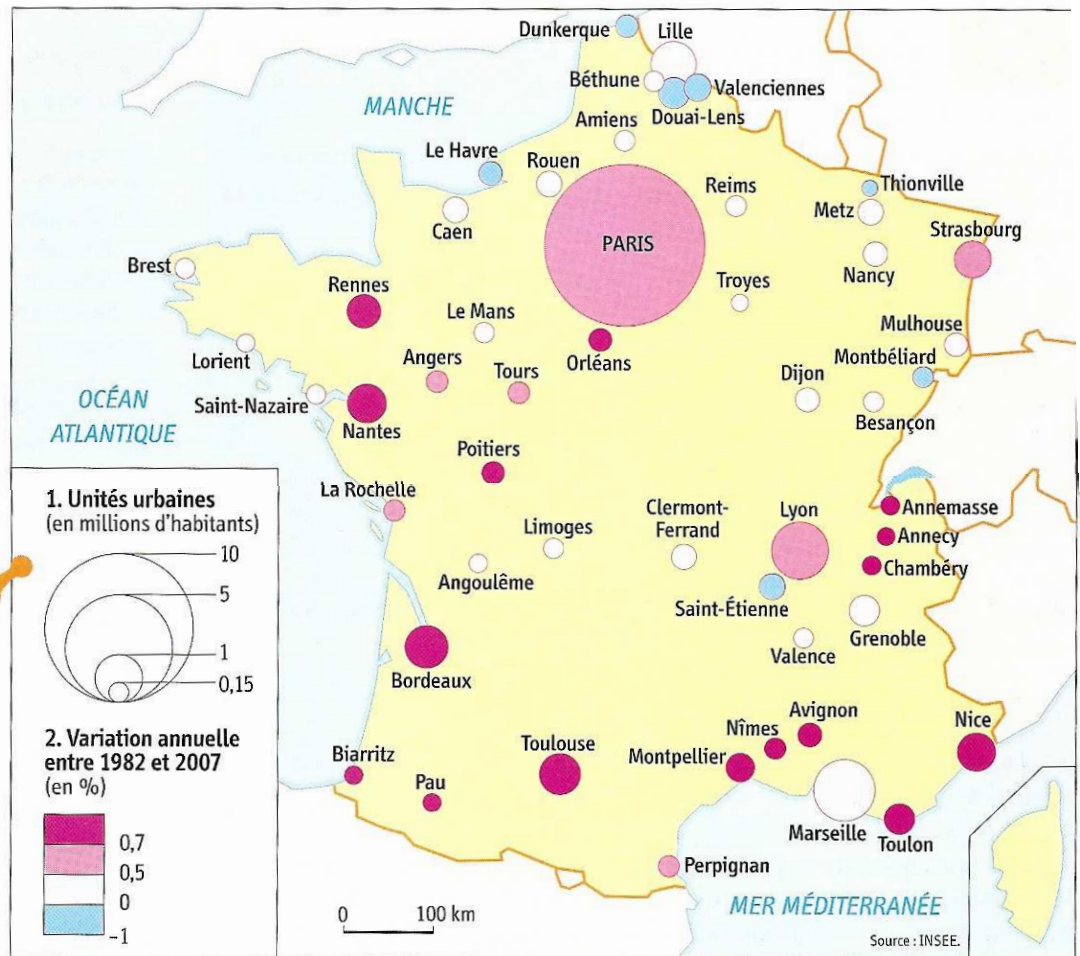 Dunkerque
Lille
Béthune
Valenciennes
Douai-Lens
MANCHE
Amiens
Le Havre
Rouen
Reims
Thionville
Metz
Caen
PARIS
Strasbourg
Brest
Nancy
Rennes
Troyes
Le Mans
Mulhouse
Lorient
Angers
Tours
Orléans
Montbéliard
Dijon
OCÉAN
ATLANTIQUE
Saint-Nazaire
Besançon
Nantes
Poitiers
La Rochelle
1. Unités urbaines
(en millions d'habitants)
10
5
1
0,15
Limoges
Clermont-
Ferrand
Lyon
Annemasse
Annecy
Chambéry
Angoulême
Saint-Étienne
Grenoble
Valence
Bordeaux
2. Variation annuelle
entre 1982 et 2007
(en %)
0,7
0,5
0
-1
Biarritz
Pau
Toulouse
Montpellier
Nîmes
Avignon
Nice
Marseille
Toulon
Perpignan
MER MÉDITERRANÉE
0 100 km
Source : INSEE.